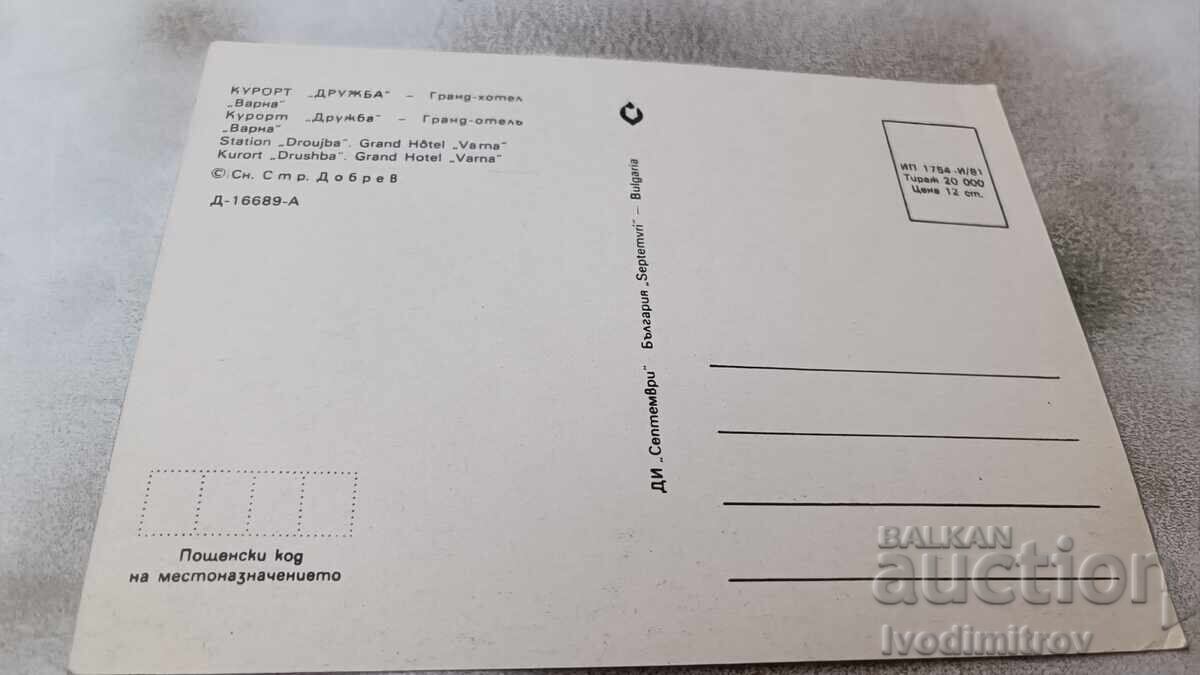 КУРОРТ „ДРУЖБА" – Гранд-хотел
„Варна"
Курорт „Дружба" – Гранд-отель
„Варна"
Station „Droujba". Grand Hôtel „Varna"
Kurort „Drushba". Grand Hotel „Varna"
© Сн. Стр. Добрев
Д-16689-А
ИП 1754-И/81
Тираж 20 000
Цена 12 ст.
ДИ „Септември" България „Septemvri" – Bulgaria
Пощенски код
на местоназначението
BALKAN
auction
Ivodimitrov